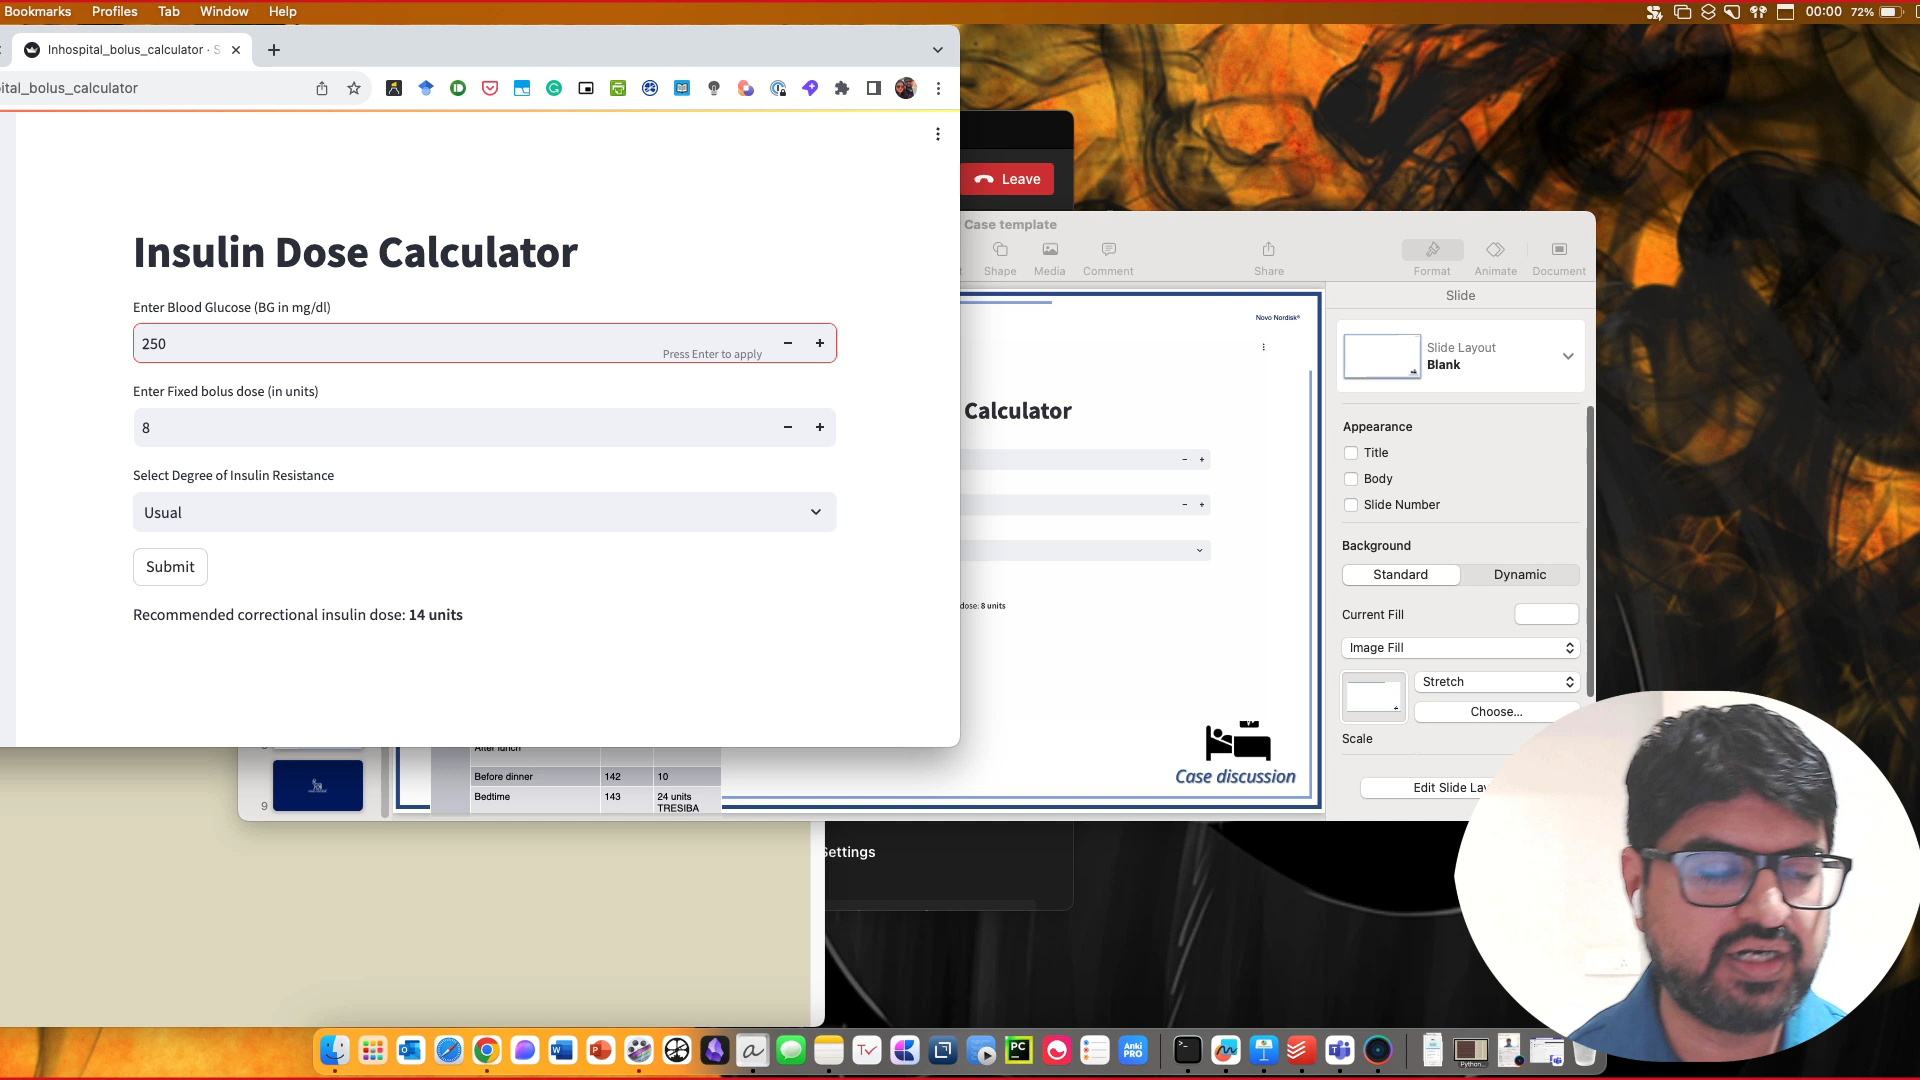 Bookmarks Profiles Tab Window Help
00:00 72%
Inhospital_bolus_calculator · S
ital_bolus_calculator
Insulin Dose Calculator
Enter Blood Glucose (BG in mg/dl)
250
Press Enter to apply
Enter Fixed bolus dose (in units)
8
Select Degree of Insulin Resistance
Usual
Submit
Recommended correctional insulin dose: 14 units
Leave
Case template
Shape Media Comment Share Format Animate Document
Novo Nordisk®
Calculator
dose: 8 units
Case discussion
After lunch
Before dinner 142 10
Bedtime 143 24 units
TRESIBA
9
Slide
Slide Layout
Blank
Appearance
Title
Body
Slide Number
Background
Standard Dynamic
Current Fill
Image Fill
Stretch
Choose...
Scale
Edit Slide Lay
Settings
PC
Anki
PRO
Python